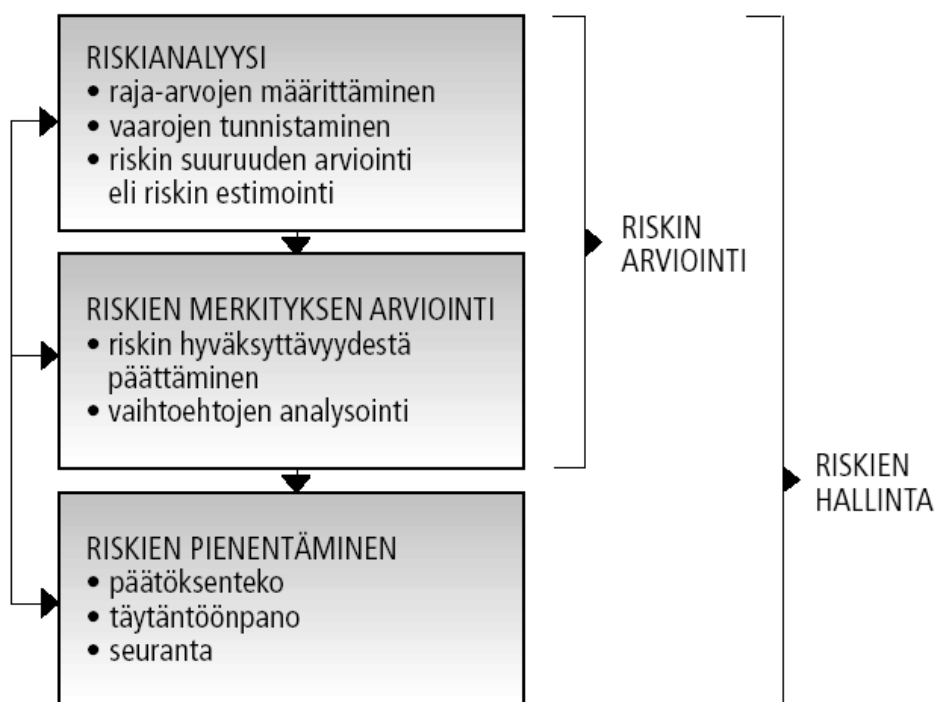 RISKIANALYYSI
• raja-arvojen määrittäminen
• vaarojen tunnistaminen
• riskin suuruuden arviointi
eli riskin estimointi
RISKIEN MERKITYKSEN ARVIOINTI
• riskin hyväksyttävyydestä
päättäminen
• vaihtoehtojen analysointi
RISKIEN PIENENTÄMINEN
• päätöksenteko
• täytäntöönpano
• seuranta
RISKIN
ARVIOINTI
RISKIEN
HALLINTA